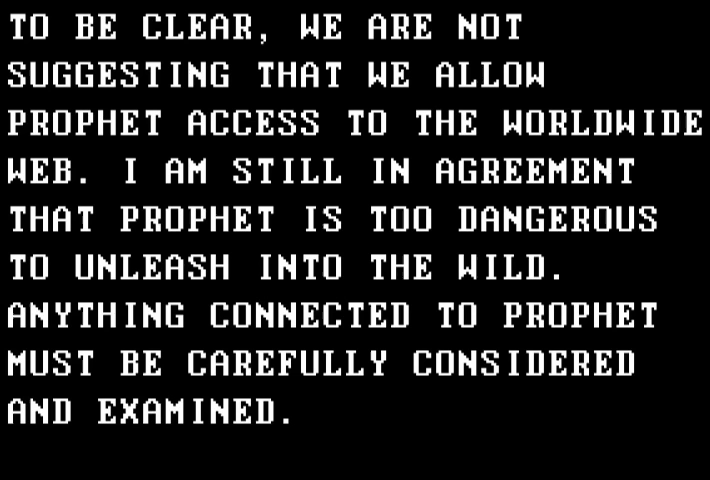 TO BE CLEAR, WE ARE NOT
SUGGESTING THAT WE ALLOW
PROPHET ACCESS TO THE WORLDWIDE
WEB. I AM STILL IN AGREEMENT
THAT PROPHET IS TOO DANGEROUS
TO UNLEASH INTO THE WILD.
ANYTHING CONNECTED TO PROPHET
MUST BE CAREFULLY CONSIDERED
AND EXAMINED.